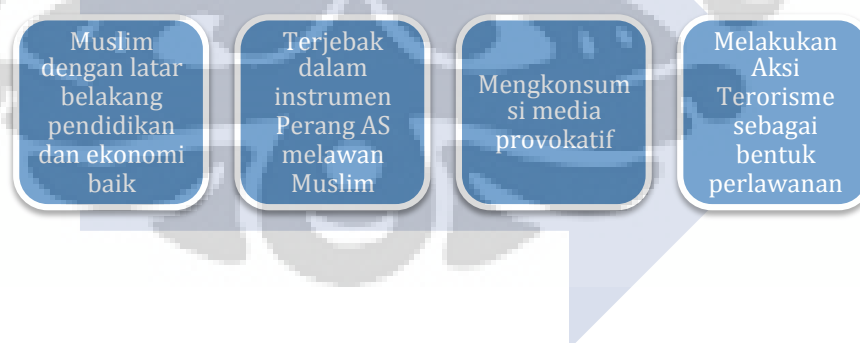 Muslim
dengan latar
belakang
pendidikan
dan ekonomi
baik
Terjebak
dalam
instrumen
Perang AS
melawan
Muslim
Mengkonsum
si media
provokatif
Melakukan
Aksi
Terorisme
sebagai
bentuk
perlawanan